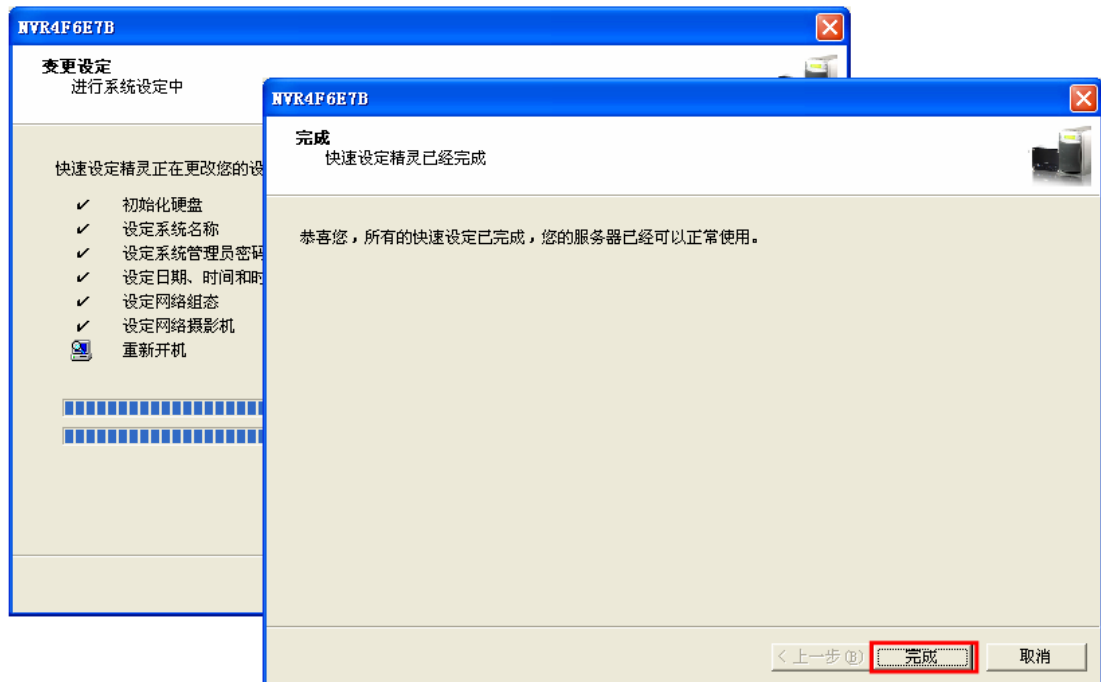 NVR4F6E7B
变更设定
进行系统设定中
快速设定精灵正在更改您的设
初始化硬盘
设定系统名称
设定系统管理员密码
设定日期、时间和时
设定网络组态
设定网络摄影机
重新开机
NVR4F6E7B
完成
快速设定精灵已经完成
恭喜您，所有的快速设定已完成，您的服务器已经可以正常使用。
< 上一步(B) 完成 取消